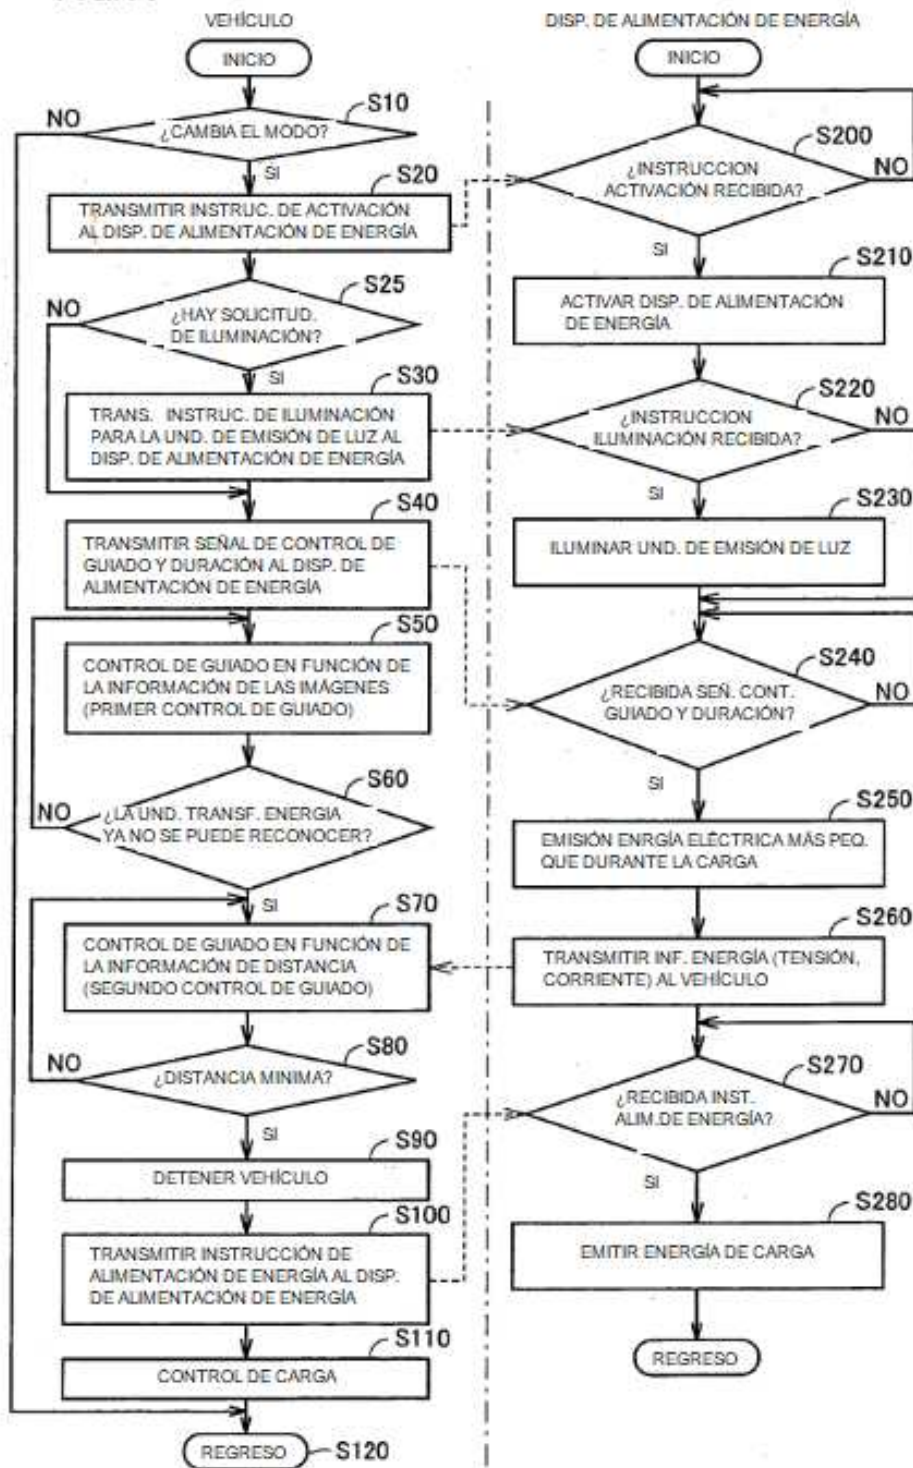 VEHÍCULO
INICIO
S10
NO
¿CAMBIA EL MODO?
SI
S20
TRANSMITIR INSTRUC. DE ACTIVACIÓN
AL DISP. DE ALIMENTACIÓN DE ENERGÍA
S25
NO
¿HAY SOLICITUD.
DE ILUMINACIÓN?
SI
S30
TRANS. INSTRUC. DE ILUMINACIÓN
PARA LA UND. DE EMISIÓN DE LUZ AL
DISP. DE ALIMENTACIÓN DE ENERGÍA
S40
TRANSMITIR SEÑAL DE CONTROL DE
GUIADO Y DURACIÓN AL DISP. DE
ALIMENTACIÓN DE ENERGÍA
S50
CONTROL DE GUIADO EN FUNCIÓN DE
LA INFORMACIÓN DE LAS IMÁGENES
(PRIMER CONTROL DE GUIADO)
S60
NO
¿LA UND. TRANSF. ENERGIA
YA NO SE PUEDE RECONOCER?
SI
S70
CONTROL DE GUIADO EN FUNCIÓN DE
LA INFORMACIÓN DE DISTANCIA
(SEGUNDO CONTROL DE GUIADO)
S80
NO
¿DISTANCIA MINIMA?
SI
S90
DETENER VEHÍCULO
S100
TRANSMITIR INSTRUCCIÓN DE
ALIMENTACIÓN DE ENERGÍA AL DISP.
DE ALIMENTACIÓN DE ENERGÍA
S110
CONTROL DE CARGA
REGRESO
S120
DISP. DE ALIMENTACIÓN DE ENERGÍA
INICIO
S200
¿INSTRUCCION
ACTIVACIÓN RECIBIDA?
NO
SI
S210
ACTIVAR DISP. DE ALIMENTACIÓN
DE ENERGÍA
S220
¿INSTRUCCION
ILUMINACIÓN RECIBIDA?
NO
SI
S230
ILUMINAR UND. DE EMISIÓN DE LUZ
S240
¿RECIBIDA SEÑ. CONT.
GUIADO Y DURACIÓN?
NO
SI
S250
EMISIÓN ENRGÍA ELÉCTRICA MÁS PEQ.
QUE DURANTE LA CARGA
S260
TRANSMITIR INF. ENERGÍA (TENSIÓN,
CORRIENTE) AL VEHÍCULO
S270
¿RECIBIDA INST.
ALIM.DE ENERGÍA?
NO
SI
S280
EMITIR ENERGÍA DE CARGA
REGRESO